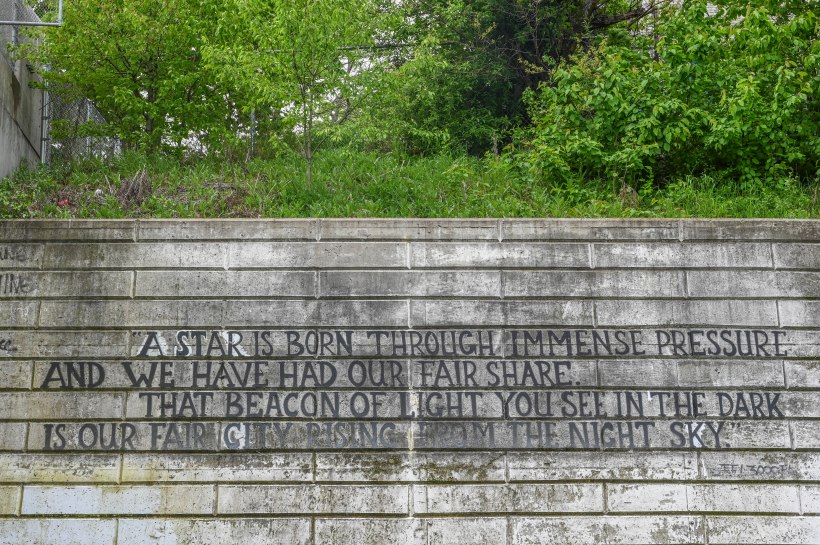 "A STAR IS BORN THROUGH IMMENSE PRESSURE
AND WE HAVE HAD OUR FAIR SHARE.
THAT BEACON OF LIGHT YOU SEE IN THE DARK
IS OUR FAIR CITY RISING FROM THE NIGHT SKY."